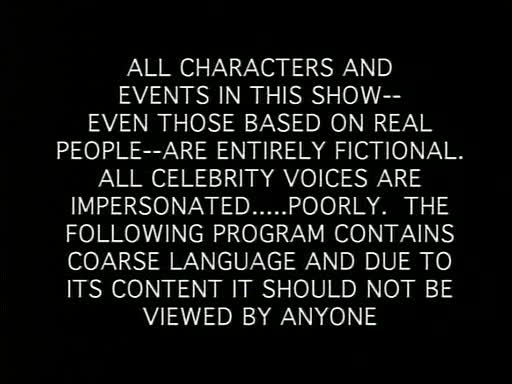 ALL CHARACTERS AND
EVENTS IN THIS SHOW--
EVEN THOSE BASED ON REAL
PEOPLE--ARE ENTIRELY FICTIONAL.
ALL CELEBRITY VOICES ARE
IMPERSONATED.....POORLY.  THE
FOLLOWING PROGRAM CONTAINS
COARSE LANGUAGE AND DUE TO
ITS CONTENT IT SHOULD NOT BE
VIEWED BY ANYONE